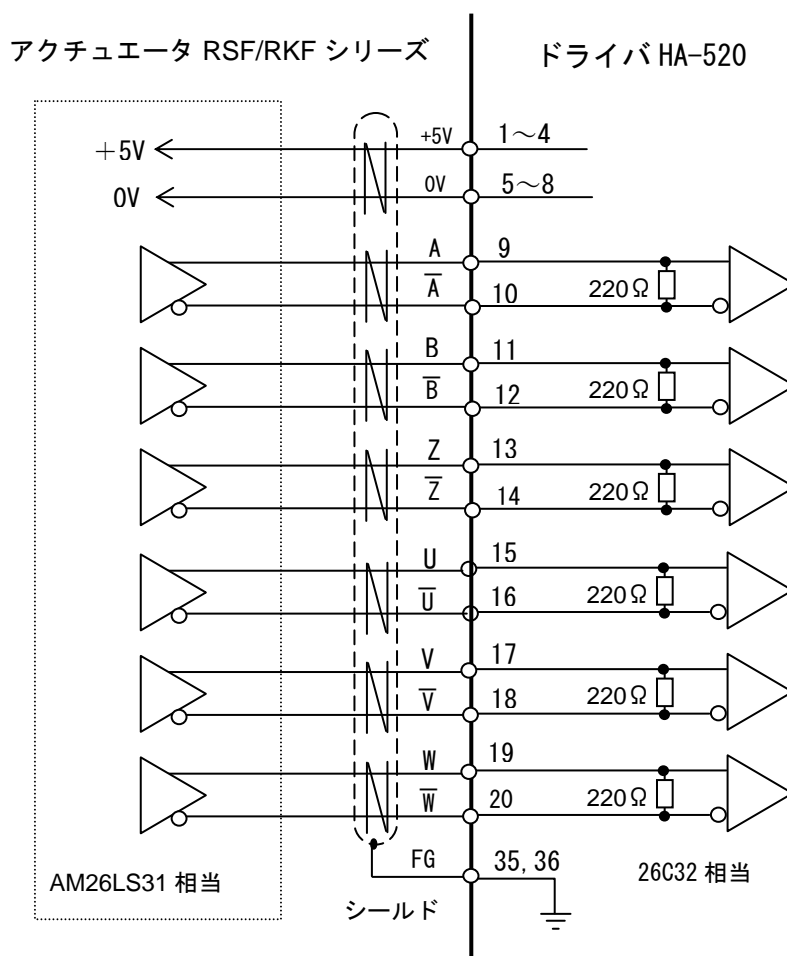 アクチュエータ RSF/RKF シリーズ ドライバ HA-520
+5V 1～4
＋5V
0V 5～8
0V
A 9
A̅ 10
220Ω
B 11
B̅ 12
220Ω
Z 13
Z̅ 14
220Ω
U 15
U̅ 16
220Ω
V 17
V̅ 18
220Ω
W 19
W̅ 20
220Ω
FG 35, 36
AM26LS31 相当
26C32 相当
シールド